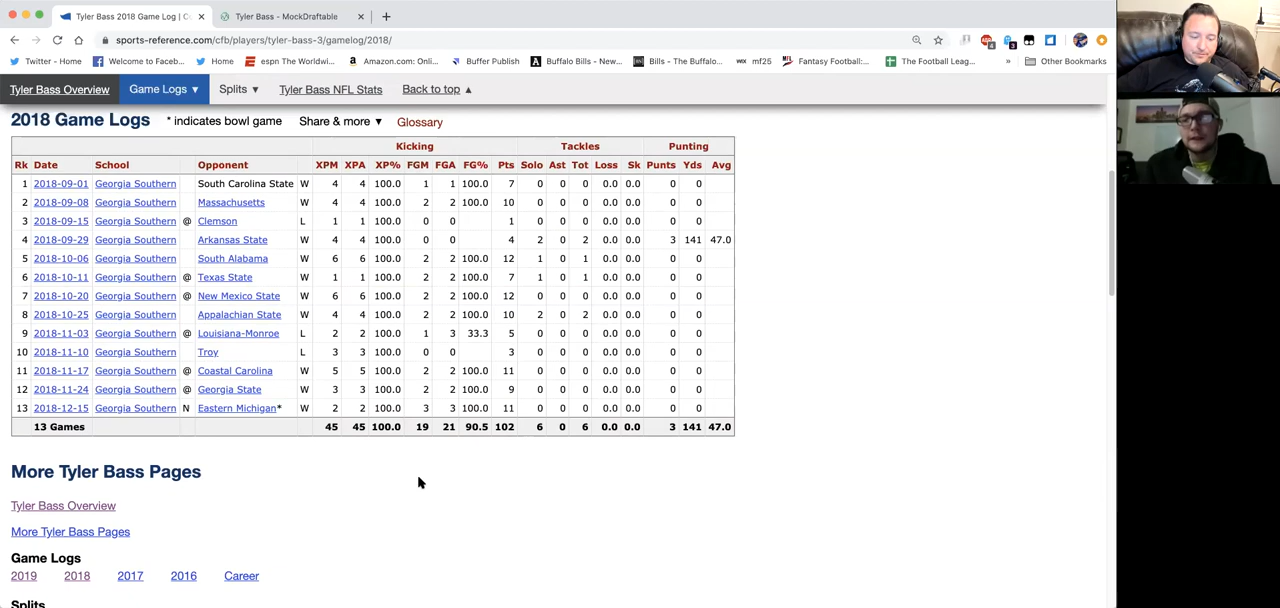 Tyler Bass 2018 Game Log | C
Tyler Bass - MockDraftable
sports-reference.com/cfb/players/tyler-bass-3/gamelog/2018/
Twitter - Home Welcome to Faceb... Home espn The Worldwi... Amazon.com: Onli... Buffer Publish Buffalo Bills - New... Bills - The Buffalo... mf25 Fantasy Football:... The Football Leag... » Other Bookmarks
Tyler Bass Overview Game Logs ▼ Splits ▼ Tyler Bass NFL Stats Back to top ▲
2018 Game Logs * indicates bowl game Share & more ▼ Glossary
Kicking Tackles Punting
Rk Date School Opponent XPM XPA XP% FGM FGA FG% Pts Solo Ast Tot Loss Sk Punts Yds Avg
1 2018-09-01 Georgia Southern South Carolina State W 4 4 100.0 1 1 100.0 7 0 0 0 0.0 0.0 0 0
2 2018-09-08 Georgia Southern Massachusetts W 4 4 100.0 2 2 100.0 10 0 0 0 0.0 0.0 0 0
3 2018-09-15 Georgia Southern @ Clemson L 1 1 100.0 0 0 1 0 0 0 0.0 0.0 0 0
4 2018-09-29 Georgia Southern Arkansas State W 4 4 100.0 0 0 4 2 0 2 0.0 0.0 3 141 47.0
5 2018-10-06 Georgia Southern South Alabama W 6 6 100.0 2 2 100.0 12 1 0 1 0.0 0.0 0 0
6 2018-10-11 Georgia Southern @ Texas State W 1 1 100.0 2 2 100.0 7 1 0 1 0.0 0.0 0 0
7 2018-10-20 Georgia Southern @ New Mexico State W 6 6 100.0 2 2 100.0 12 0 0 0 0.0 0.0 0 0
8 2018-10-25 Georgia Southern Appalachian State W 4 4 100.0 2 2 100.0 10 2 0 2 0.0 0.0 0 0
9 2018-11-03 Georgia Southern @ Louisiana-Monroe L 2 2 100.0 1 3 33.3 5 0 0 0 0.0 0.0 0 0
10 2018-11-10 Georgia Southern Troy L 3 3 100.0 0 0 3 0 0 0 0.0 0.0 0 0
11 2018-11-17 Georgia Southern @ Coastal Carolina W 5 5 100.0 2 2 100.0 11 0 0 0 0.0 0.0 0 0
12 2018-11-24 Georgia Southern @ Georgia State W 3 3 100.0 2 2 100.0 9 0 0 0 0.0 0.0 0 0
13 2018-12-15 Georgia Southern N Eastern Michigan* W 2 2 100.0 3 3 100.0 11 0 0 0 0.0 0.0 0 0
13 Games 45 45 100.0 19 21 90.5 102 6 0 6 0.0 0.0 3 141 47.0
More Tyler Bass Pages
Tyler Bass Overview
More Tyler Bass Pages
Game Logs
2019 2018 2017 2016 Career
Splits